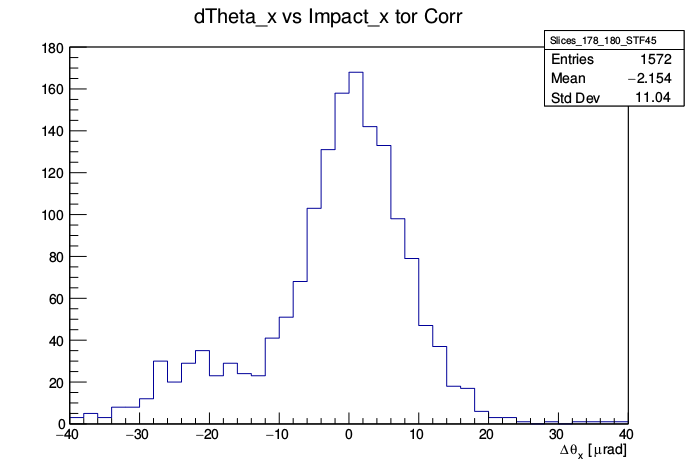 dTheta_x vs Impact_x tor Corr
Slices_178_180_STF45
Entries 1572
Mean −2.154
Std Dev 11.04
180
160
140
120
100
80
60
40
20
0
−40 −30 −20 −10 0 10 20 30 40
Δθx [μrad]